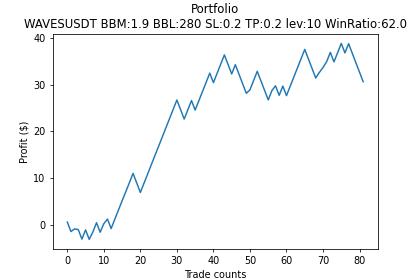 Portfolio
WAVESUSDT BBM:1.9 BBL:280 SL:0.2 TP:0.2 lev:10 WinRatio:62.0
40
30
20
10
0
Profit ($)
0 10 20 30 40 50 60 70 80
Trade counts